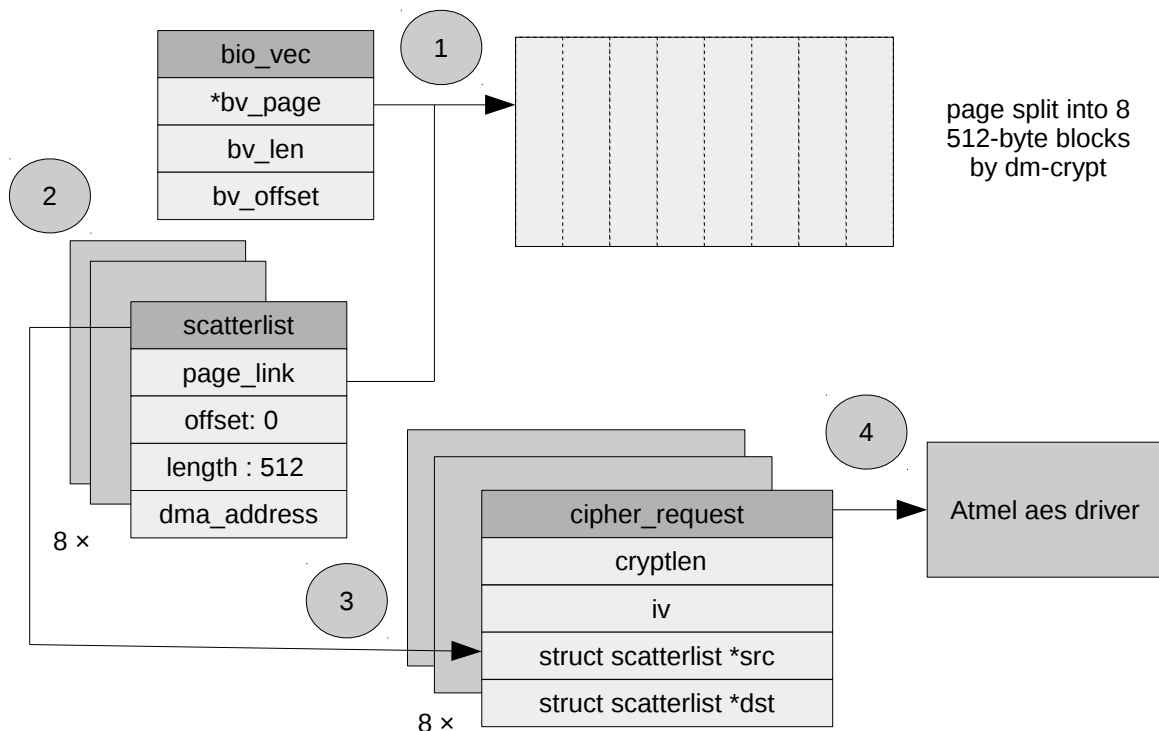 bio_vec
*bv_page
bv_len
bv_offset
1
page split into 8
512-byte blocks
by dm-crypt
2
scatterlist
page_link
offset: 0
length : 512
dma_address
8 ×
3
cipher_request
cryptlen
iv
struct scatterlist *src
struct scatterlist *dst
8 ×
4
Atmel aes driver